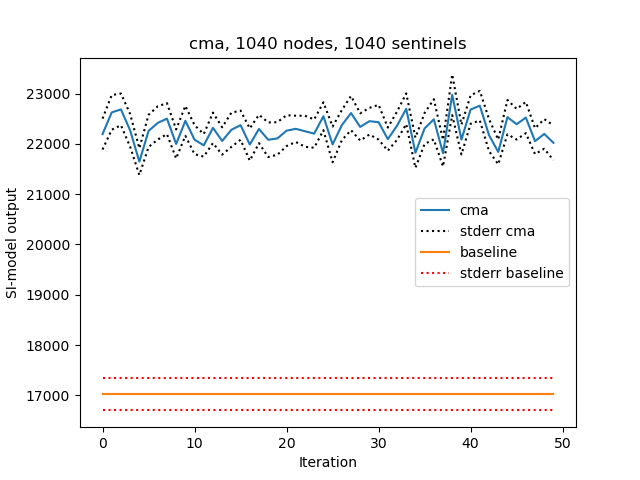 cma, 1040 nodes, 1040 sentinels
SI-model output
23000
22000
21000
20000
19000
18000
17000
cma
stderr cma
baseline
stderr baseline
0 10 20 30 40 50
Iteration